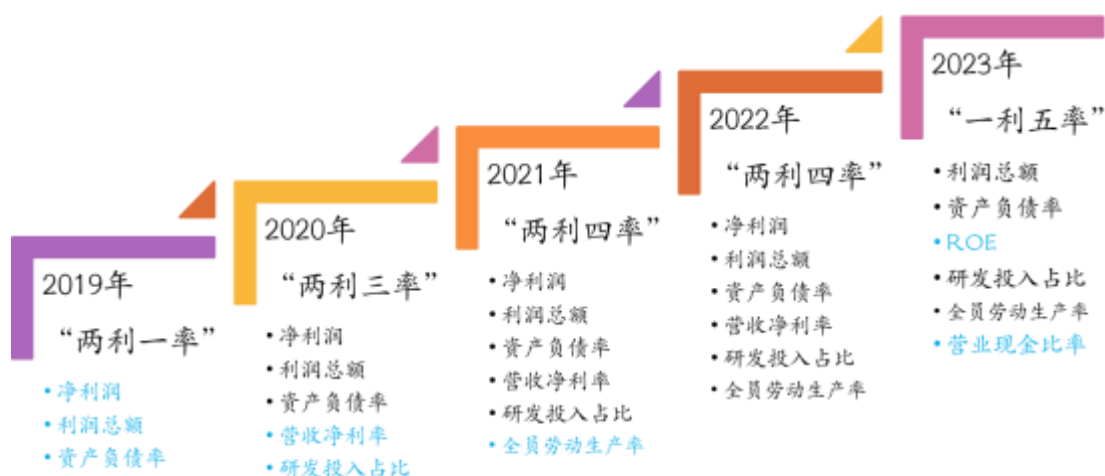 2019年
“两利一率”
•净利润
•利润总额
•资产负债率
2020年
“两利三率”
•净利润
•利润总额
•资产负债率
•营收净利率
•研发投入占比
2021年
“两利四率”
•净利润
•利润总额
•资产负债率
•营收净利率
•研发投入占比
•全员劳动生产率
2022年
“两利四率”
•净利润
•利润总额
•资产负债率
•营收净利率
•研发投入占比
•全员劳动生产率
2023年
“一利五率”
•利润总额
•资产负债率
•ROE
•研发投入占比
•全员劳动生产率
•营业现金比率